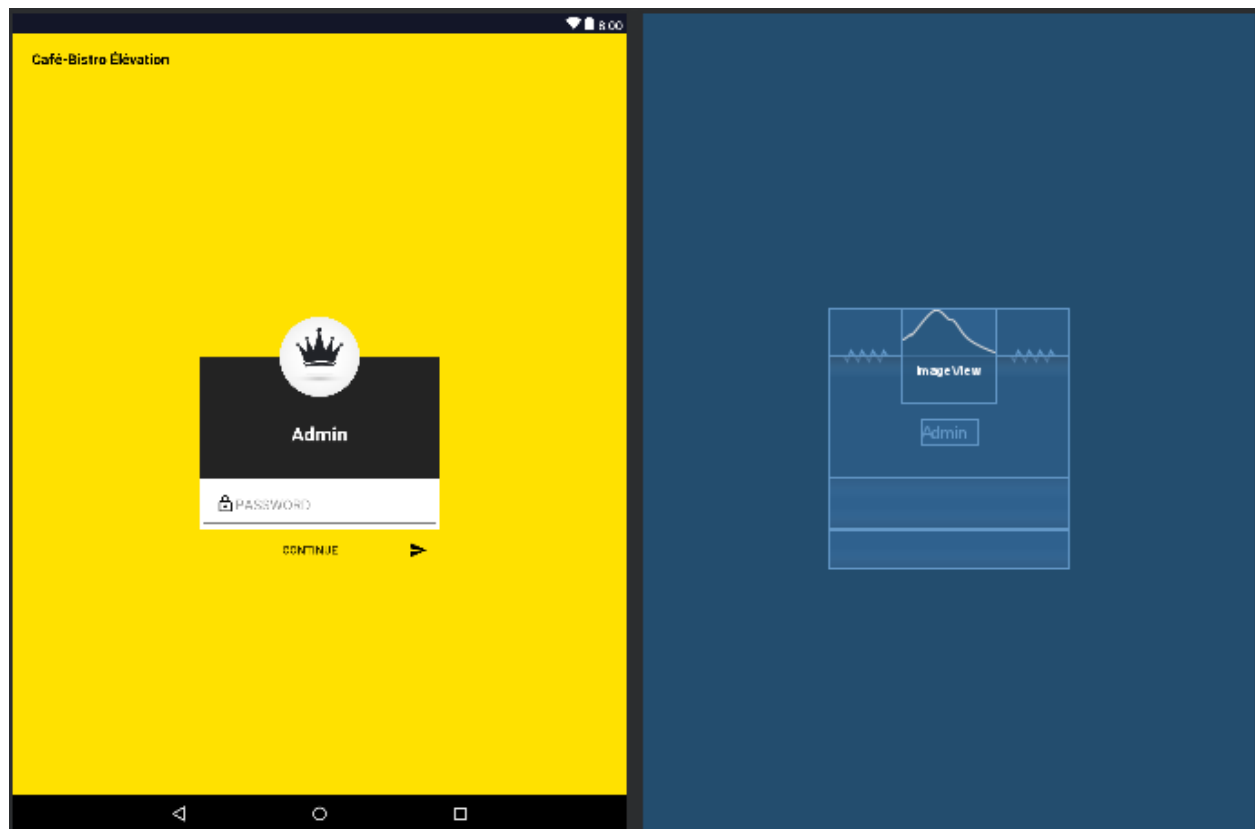 8:00
Café-Bistro Élévation
Admin
PASSWORD
CONTINUE
ImageView
Admin